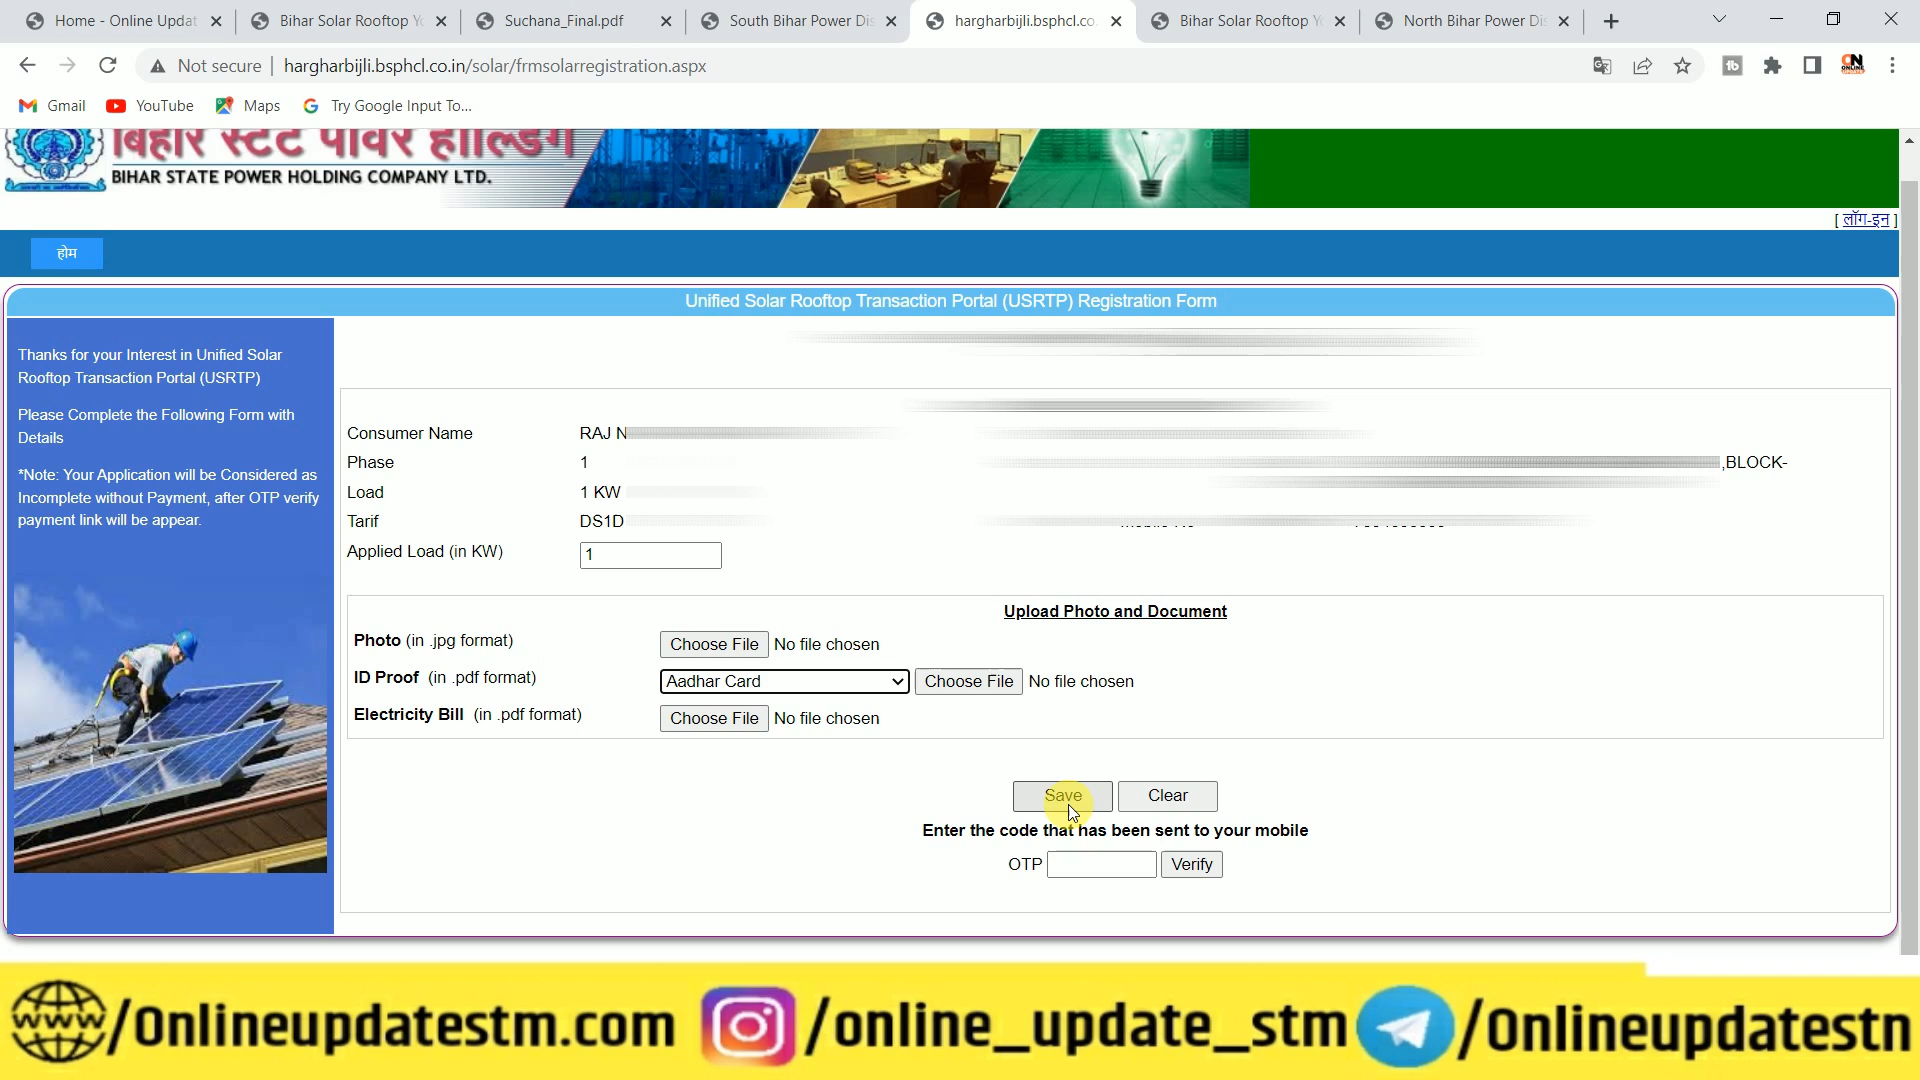 Home - Online Updat
Bihar Solar Rooftop Yo
Suchana_Final.pdf
South Bihar Power Dis
hargharbijli.bsphcl.co.
Bihar Solar Rooftop Yo
North Bihar Power Dis
Not secure
hargharbijli.bsphcl.co.in/solar/frmsolarregistration.aspx
Gmail
YouTube
Maps
Try Google Input To...
बिहार स्टेट पावर होल्डिंग
BIHAR STATE POWER HOLDING COMPANY LTD.
[ लॉग-इन ]
होम
Unified Solar Rooftop Transaction Portal (USRTP) Registration Form
Thanks for your Interest in Unified Solar
Rooftop Transaction Portal (USRTP)
Please Complete the Following Form with
Details
*Note: Your Application will be Considered as
Incomplete without Payment, after OTP verify
payment link will be appear.
Consumer Name RAJ N
Phase 1 ,BLOCK-
Load 1 KW
Tarif DS1D
Applied Load (in KW) 1
Upload Photo and Document
Photo (in .jpg format) Choose File No file chosen
ID Proof (in .pdf format) Aadhar Card Choose File No file chosen
Electricity Bill (in .pdf format) Choose File No file chosen
Save Clear
Enter the code that has been sent to your mobile
OTP Verify
www/Onlineupdatestm.com /online_update_stm /Onlineupdatestn